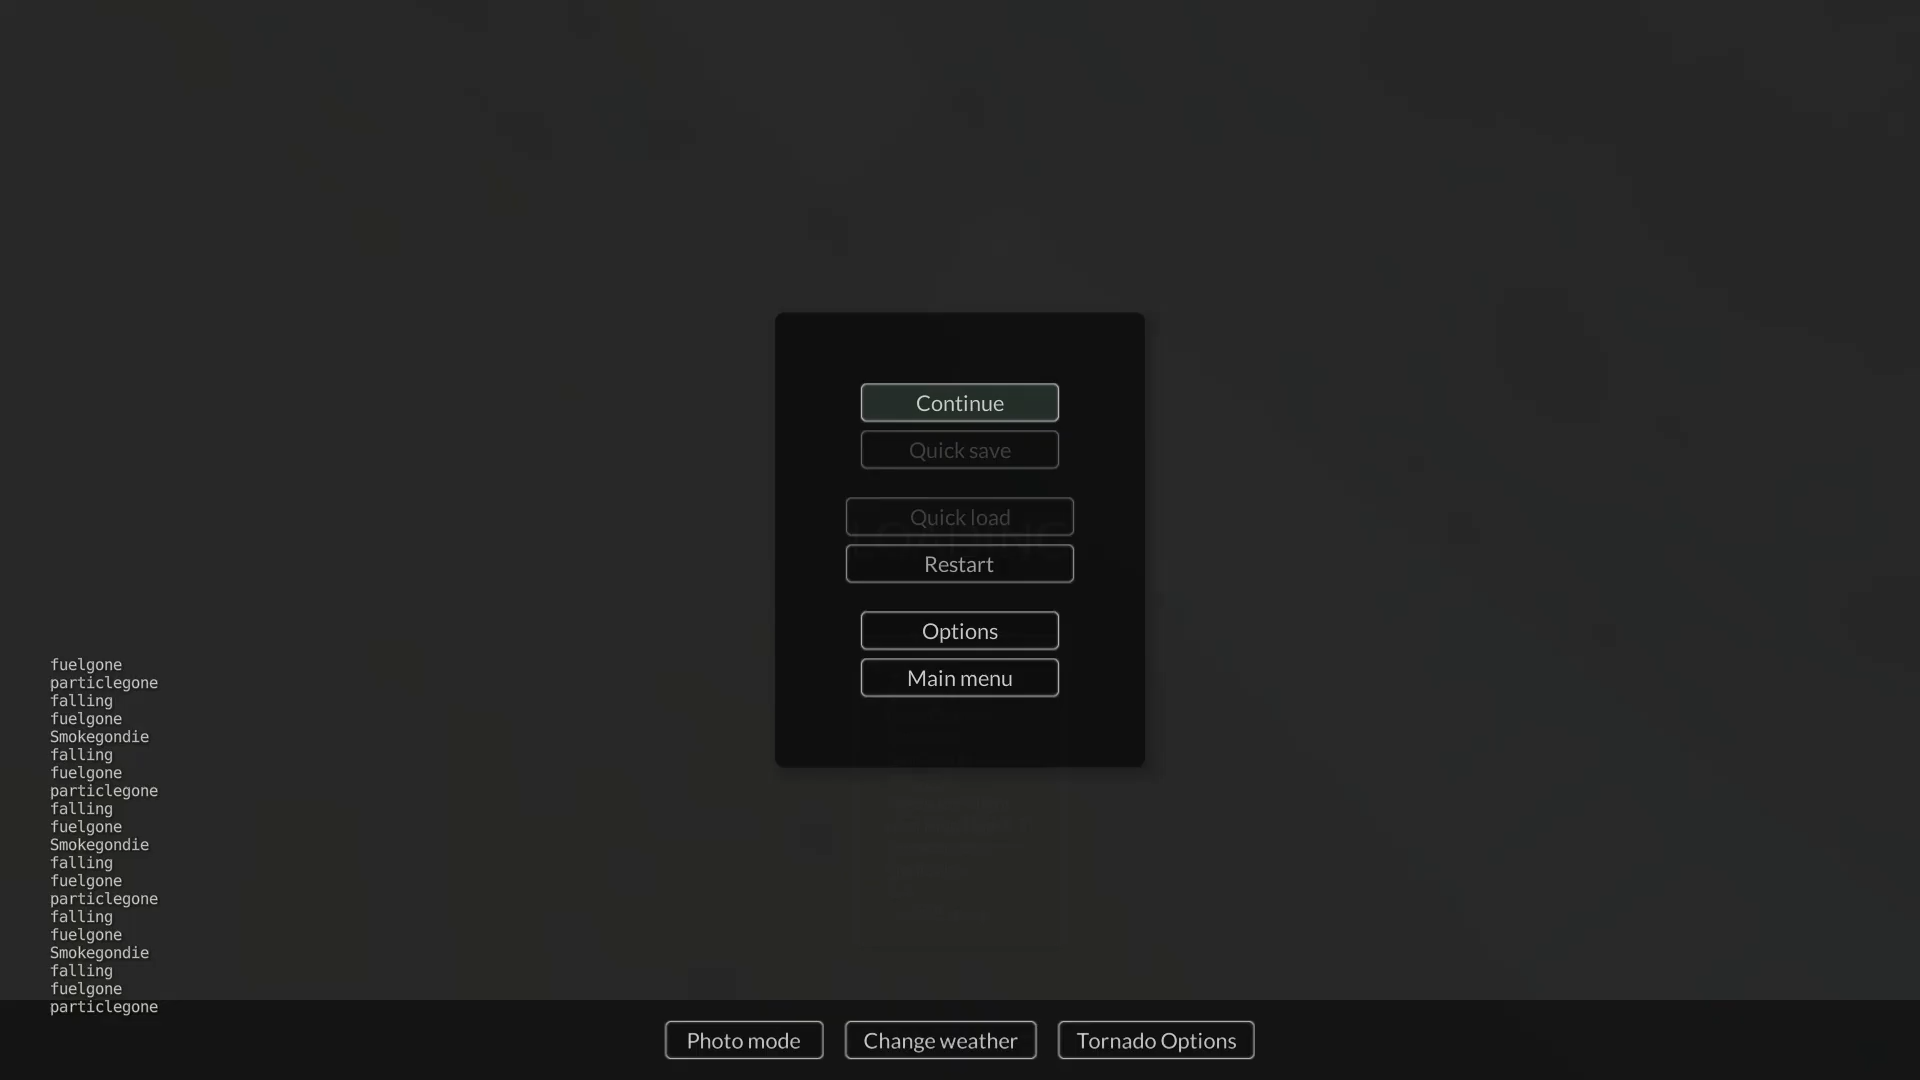 Continue
Quick save
Quick load
Restart
Options
Main menu
fuelgone
particlegone
falling
fuelgone
Smokegondie
falling
fuelgone
particlegone
falling
fuelgone
Smokegondie
falling
fuelgone
particlegone
falling
fuelgone
Smokegondie
falling
fuelgone
particlegone
Photo mode
Change weather
Tornado Options